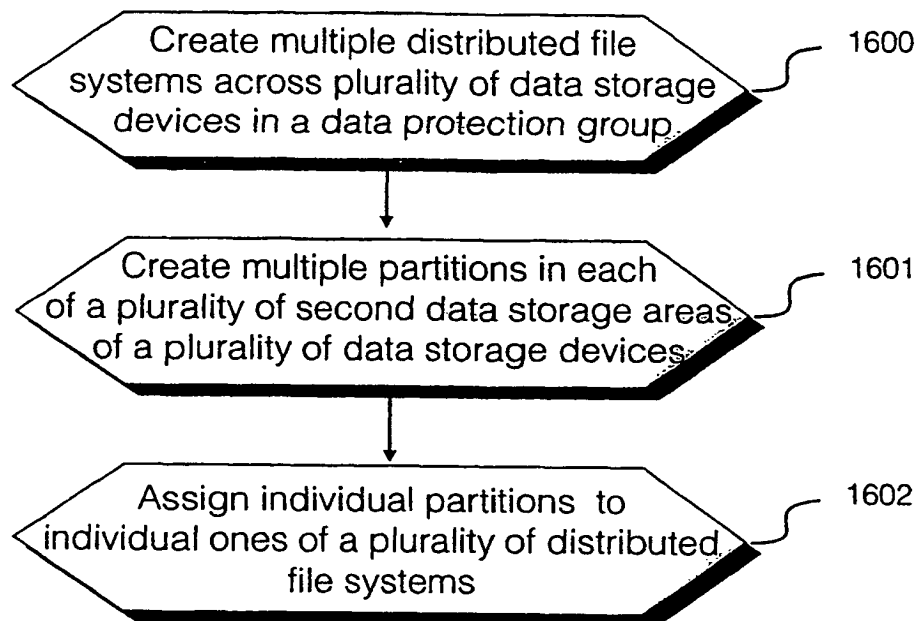 Create multiple distributed file
systems across plurality of data storage
devices in a data protection group
1600
Create multiple partitions in each
of a plurality of second data storage areas
of a plurality of data storage devices
1601
Assign individual partitions to
individual ones of a plurality of distributed
file systems
1602